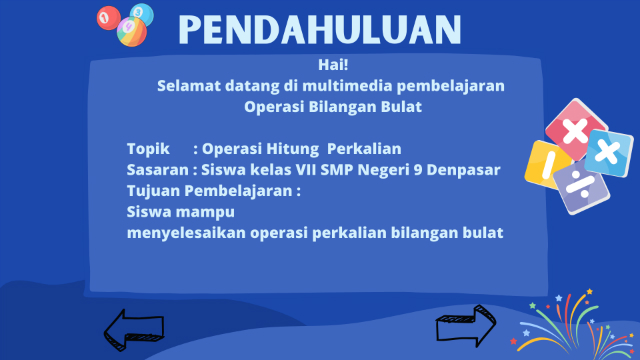 PENDAHULUAN
Hai!
Selamat datang di multimedia pembelajaran
Operasi Bilangan Bulat
Topik : Operasi Hitung Perkalian
Sasaran : Siswa kelas VII SMP Negeri 9 Denpasar
Tujuan Pembelajaran :
Siswa mampu
menyelesaikan operasi perkalian bilangan bulat